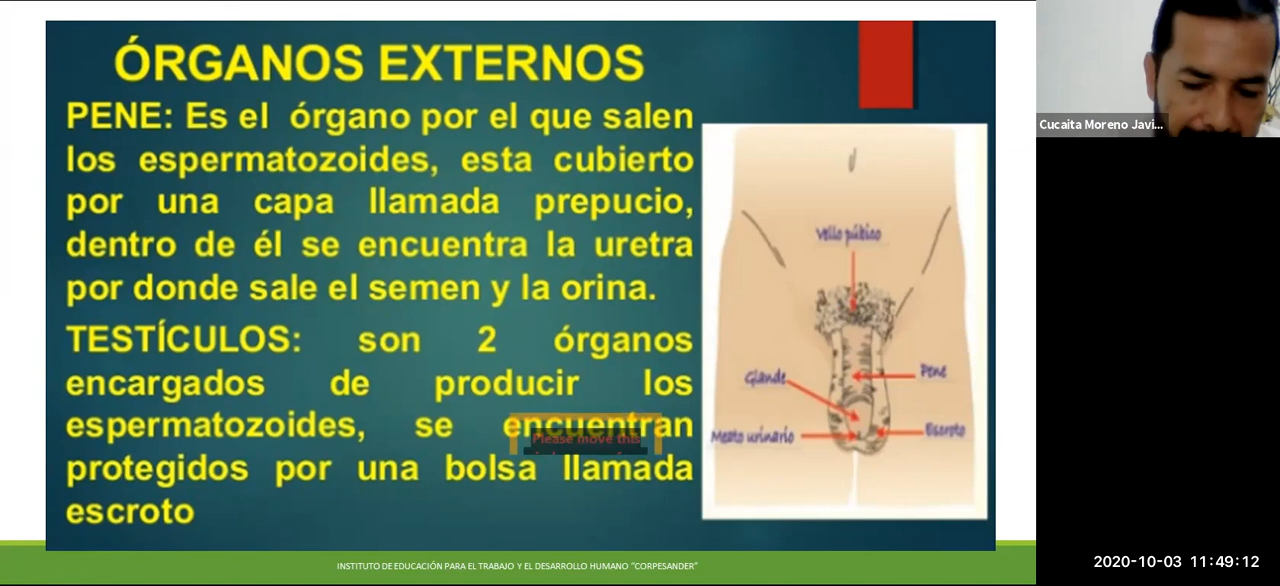 ÓRGANOS EXTERNOS
PENE: Es el órgano por el que salen
los espermatozoides, esta cubierto
por una capa llamada prepucio,
dentro de él se encuentra la uretra
por donde sale el semen y la orina.
TESTÍCULOS: son 2 órganos
encargados de producir los
espermatozoides, se encuentran
protegidos por una bolsa llamada
escroto
Please move this
Vello púbico
Glande
Pene
Meato urinario
Escroto
INSTITUTO DE EDUCACIÓN PARA EL TRABAJO Y EL DESARROLLO HUMANO "CORPESANDER"
Cucaita Moreno Javi...
2020-10-03 11:49:12